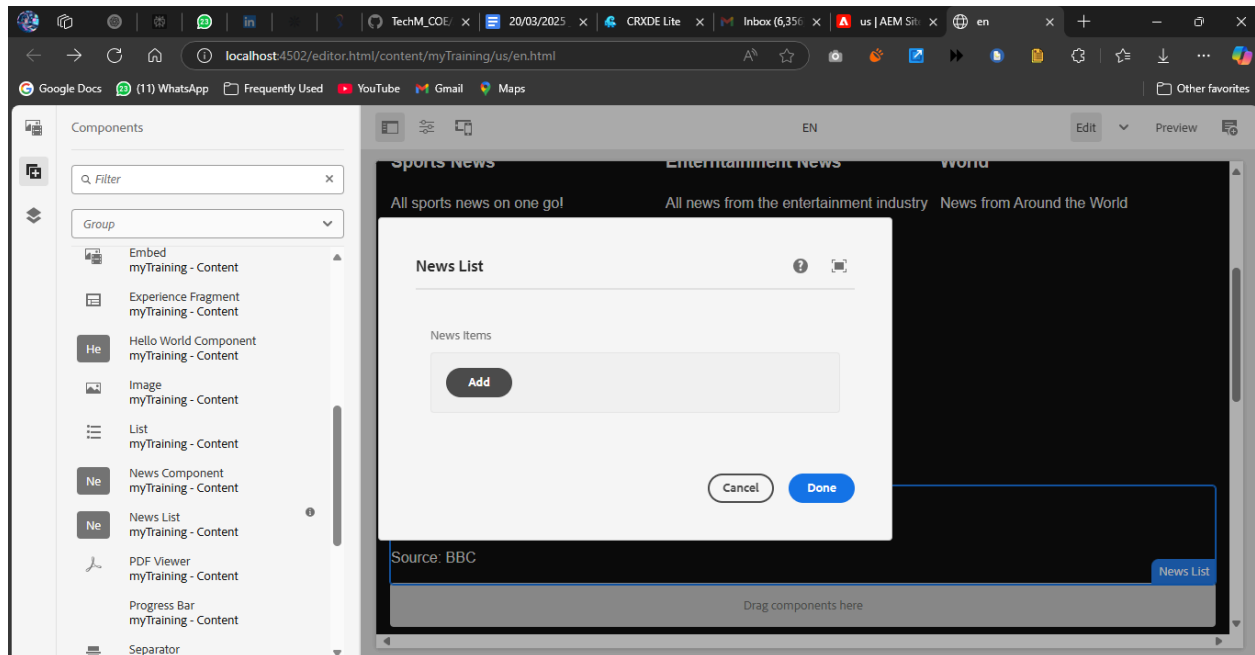 23
in
TechM_COE/
20/03/2025
CRXDE Lite
Inbox (6,356
us | AEM Site
en
localhost:4502/editor.html/content/myTraining/us/en.html
Google Docs
23
(11) WhatsApp
Frequently Used
YouTube
Gmail
Maps
Other favorites
Components
EN
Edit
Preview
Filter
Group
Embed
myTraining - Content
Experience Fragment
myTraining - Content
He
Hello World Component
myTraining - Content
Image
myTraining - Content
List
myTraining - Content
Ne
News Component
myTraining - Content
Ne
News List
myTraining - Content
PDF Viewer
myTraining - Content
Progress Bar
myTraining - Content
Separator
Sports News
Enterntainment News
World
All sports news on one go!
All news from the entertainment industry
News from Around the World
News List
News Items
Add
Cancel
Done
Source: BBC
News List
Drag components here